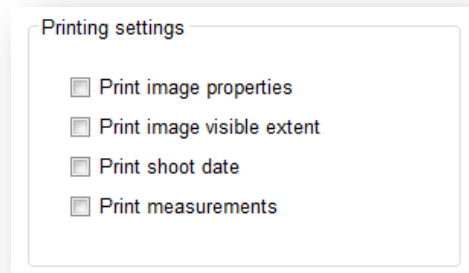 Printing settings
Print image properties
Print image visible extent
Print shoot date
Print measurements